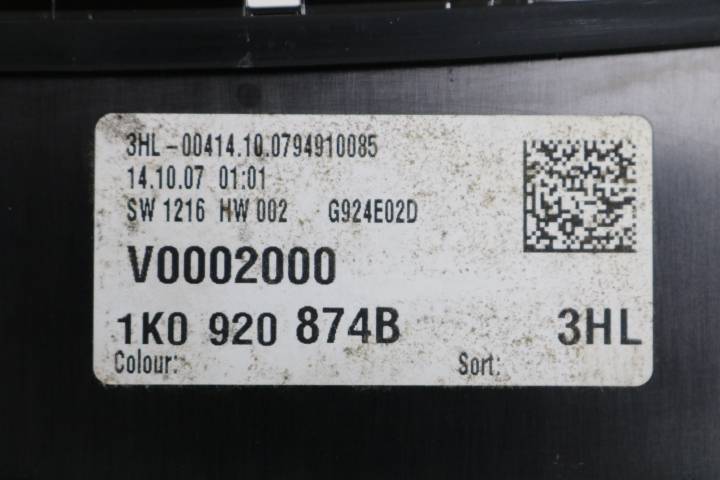 3HL-00414.10.0794910085
14.10.07 01:01
SW 1216 HW 002 G924E02D
V0002000
1K0 920 874B 3HL
Colour: Sort: